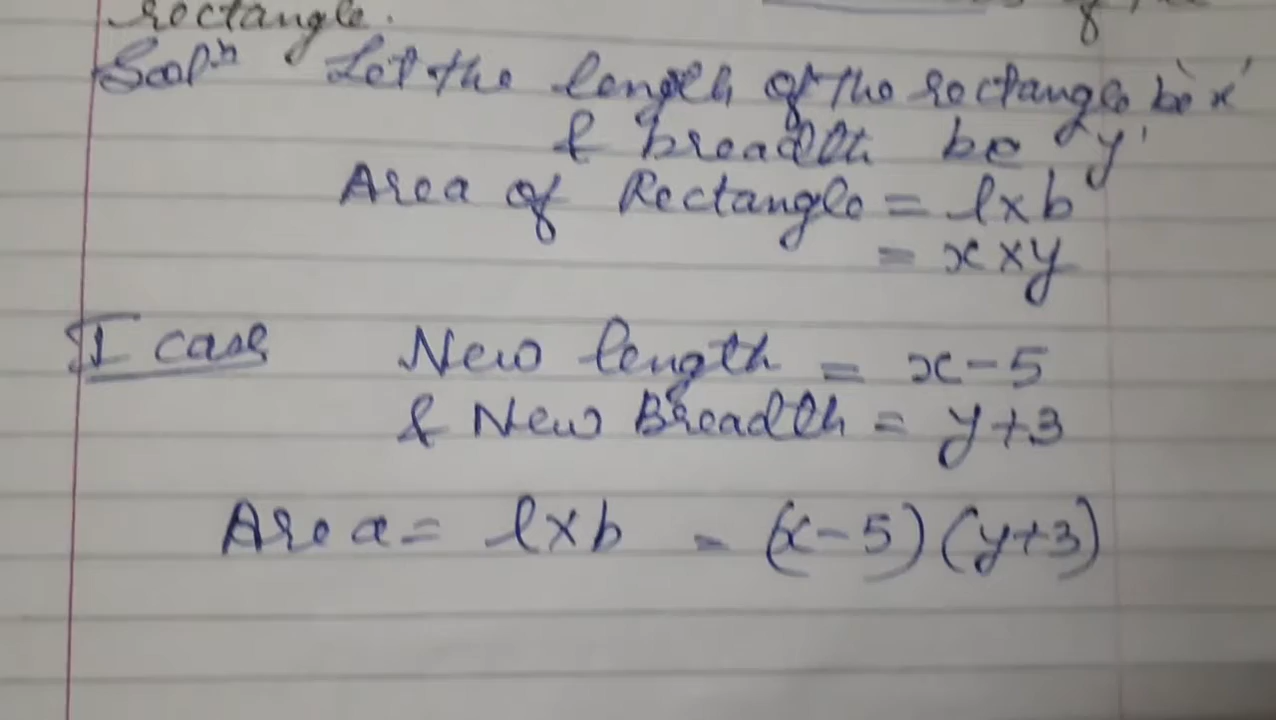 rectangle.
Soolⁿ Let the length of the rectangle be 'x'
& breadth be 'y'
Area of Rectangle = l×b
= x×y
I case New length = x-5
& New Breadth = y+3
Area = l×b = (x-5)(y+3)